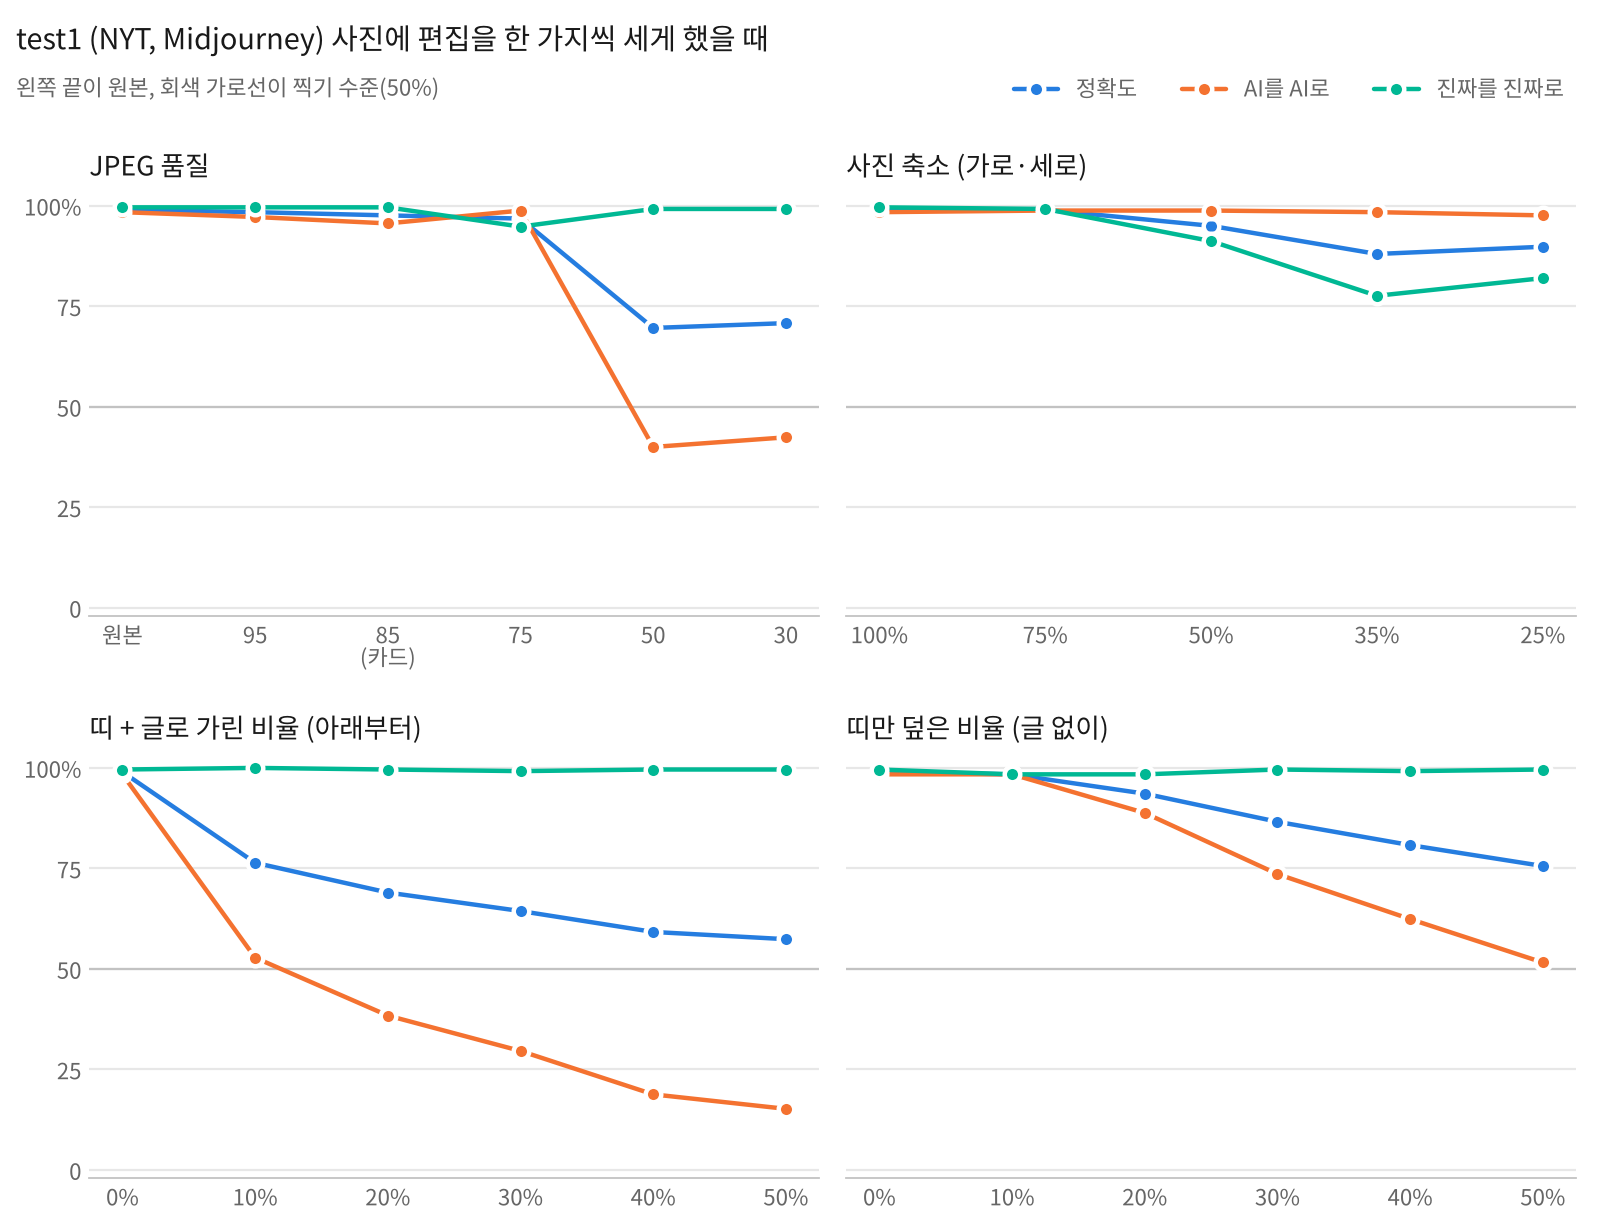 test1 (NYT, Midjourney) 사진에 편집을 한 가지씩 세게 했을 때
왼쪽 끝이 원본, 회색 가로선이 찍기 수준(50%)
정확도 AI를 AI로 진짜를 진짜로
JPEG 품질
100%
75
50
25
0
원본 95 85 75 50 30
(카드)
사진 축소 (가로·세로)
100% 75% 50% 35% 25%
띠 + 글로 가린 비율 (아래부터)
100%
75
50
25
0
0% 10% 20% 30% 40% 50%
띠만 덮은 비율 (글 없이)
0% 10% 20% 30% 40% 50%